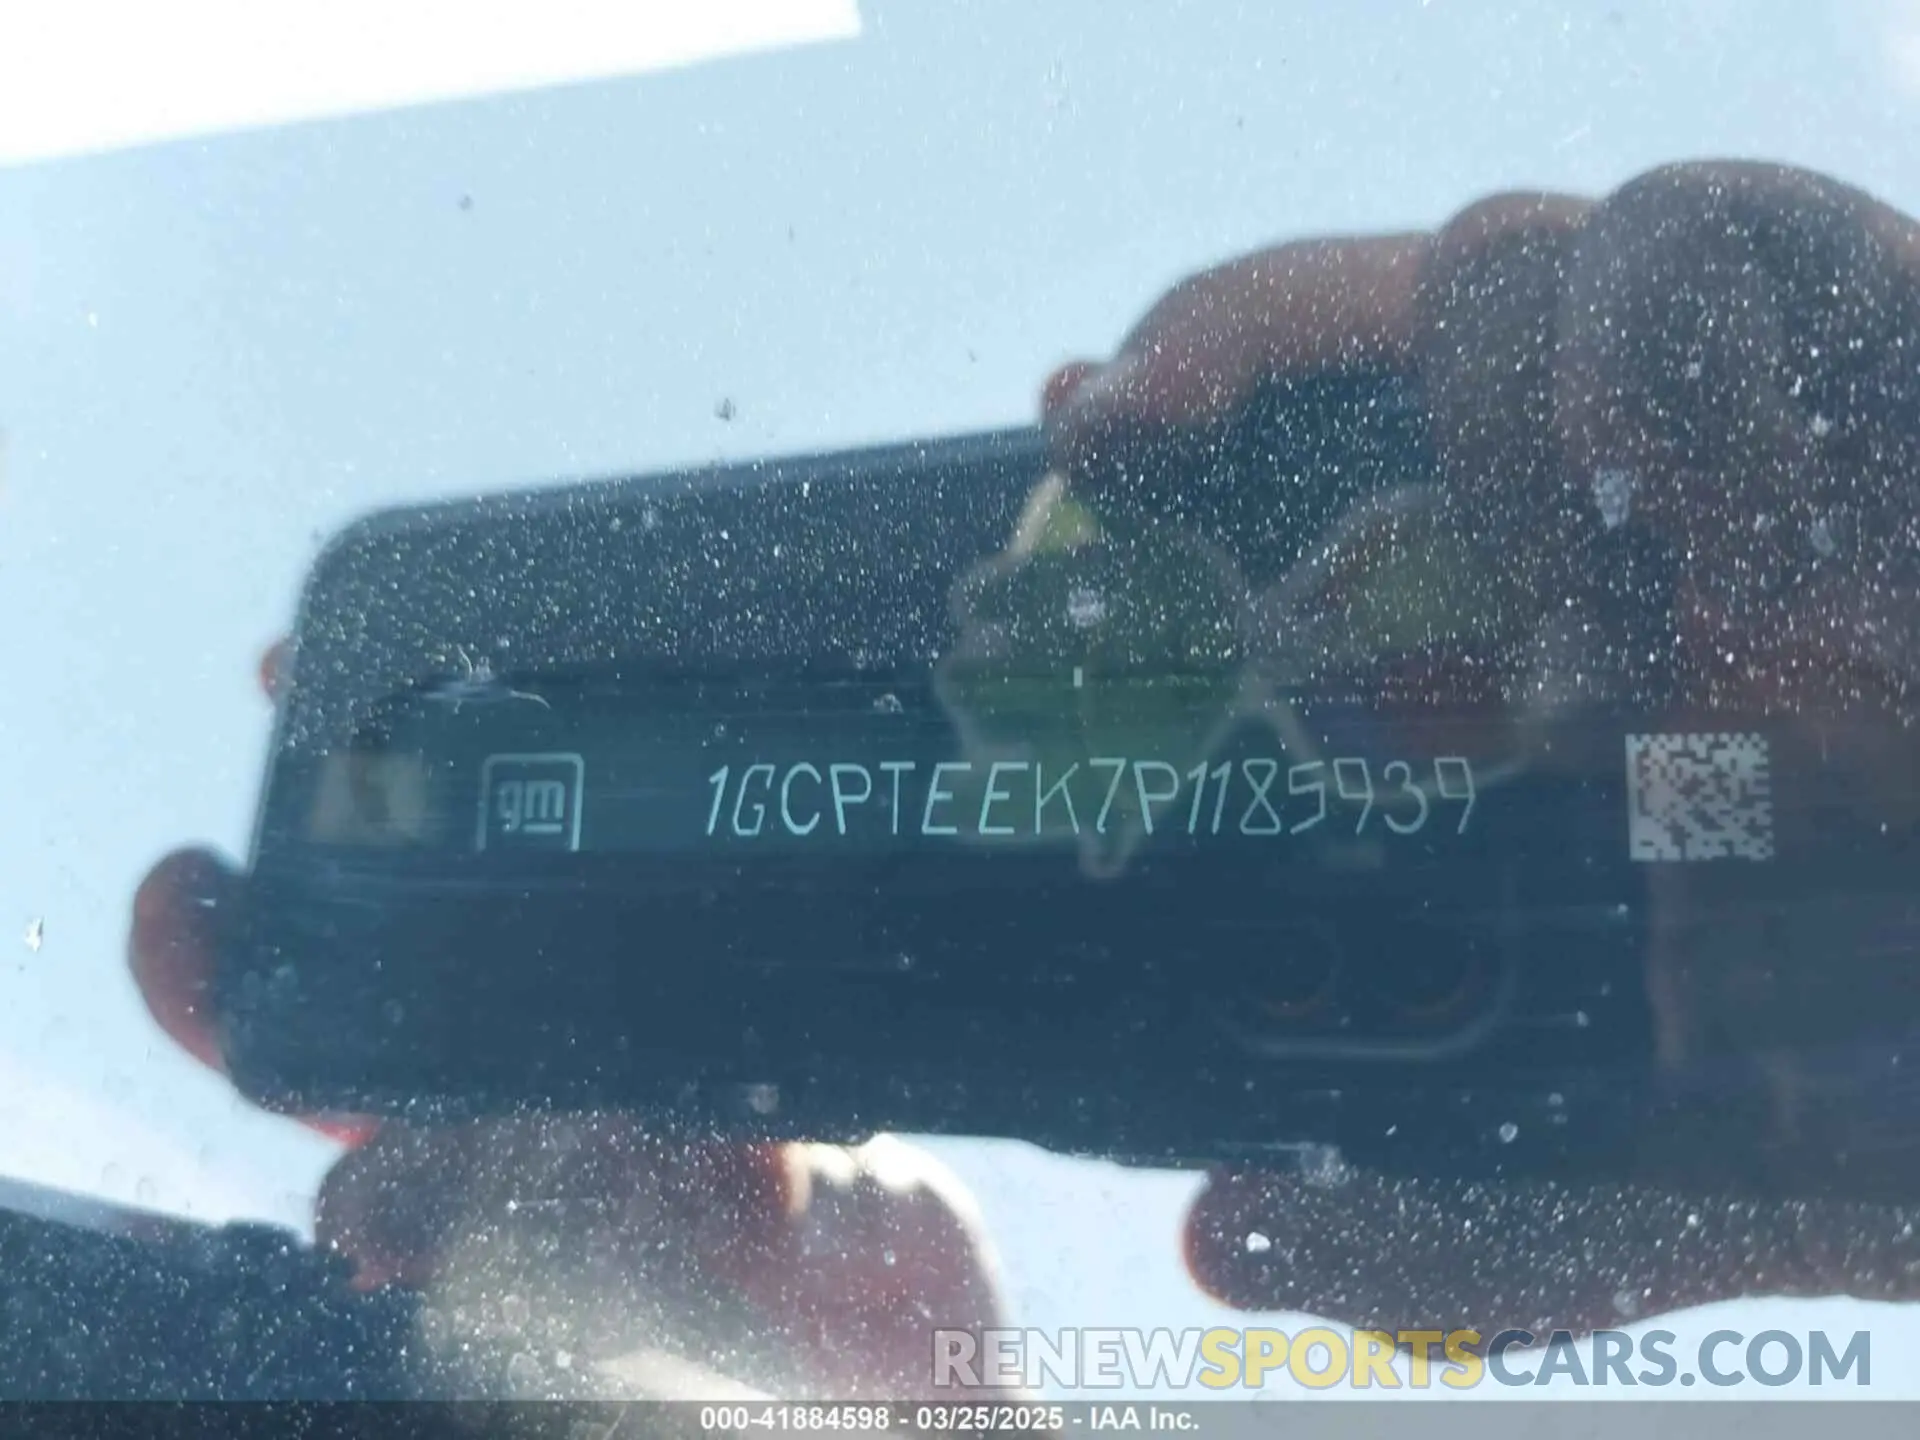 gm 1GCPTEEK7P1185939
RENEWSPORTSCARS.COM
000-41884598 - 03/25/2025 - IAA Inc.